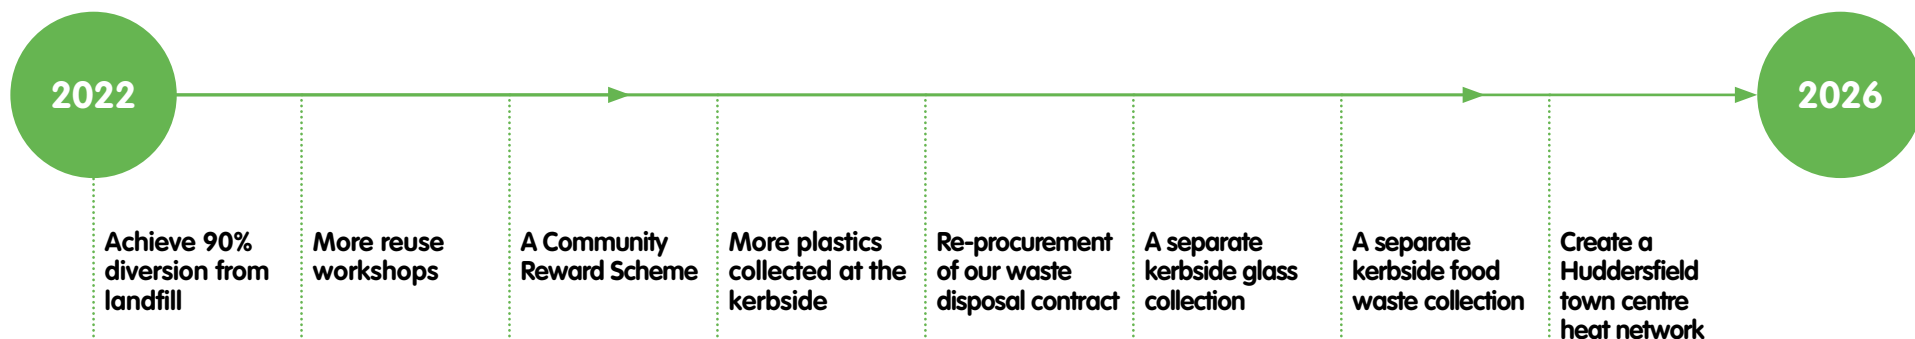 2022
2026
Achieve 90%
diversion from
landfill
More reuse
workshops
A Community
Reward Scheme
More plastics
collected at the
kerbside
Re-procurement
of our waste
disposal contract
A separate
kerbside glass
collection
A separate
kerbside food
waste collection
Create a
Huddersfield
town centre
heat network